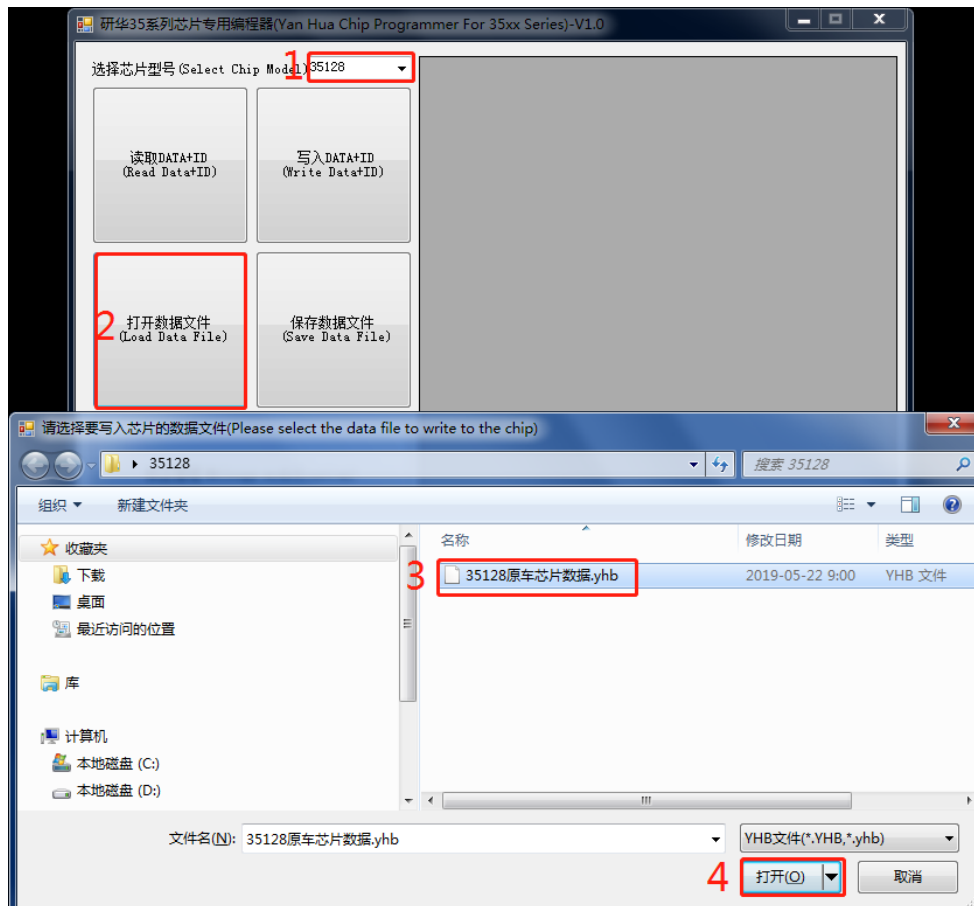 研华35系列芯片专用编程器(Yan Hua Chip Programmer For 35xx Series)-V1.0
1
选择芯片型号(Select Chip Model)
35128
读取DATA+ID
(Read Data+ID)
写入DATA+ID
(Write Data+ID)
2
打开数据文件
(Load Data File)
保存数据文件
(Save Data File)
请选择要写入芯片的数据文件(Please select the data file to write to the chip)
35128
搜索 35128
组织
新建文件夹
收藏夹
下载
桌面
最近访问的位置
库
计算机
本地磁盘 (C:)
本地磁盘 (D:)
名称
修改日期
类型
3
35128原车芯片数据.yhb
2019-05-22 9:00
YHB 文件
文件名(N):
35128原车芯片数据.yhb
YHB文件(*.YHB,*.yhb)
4
打开(O)
取消